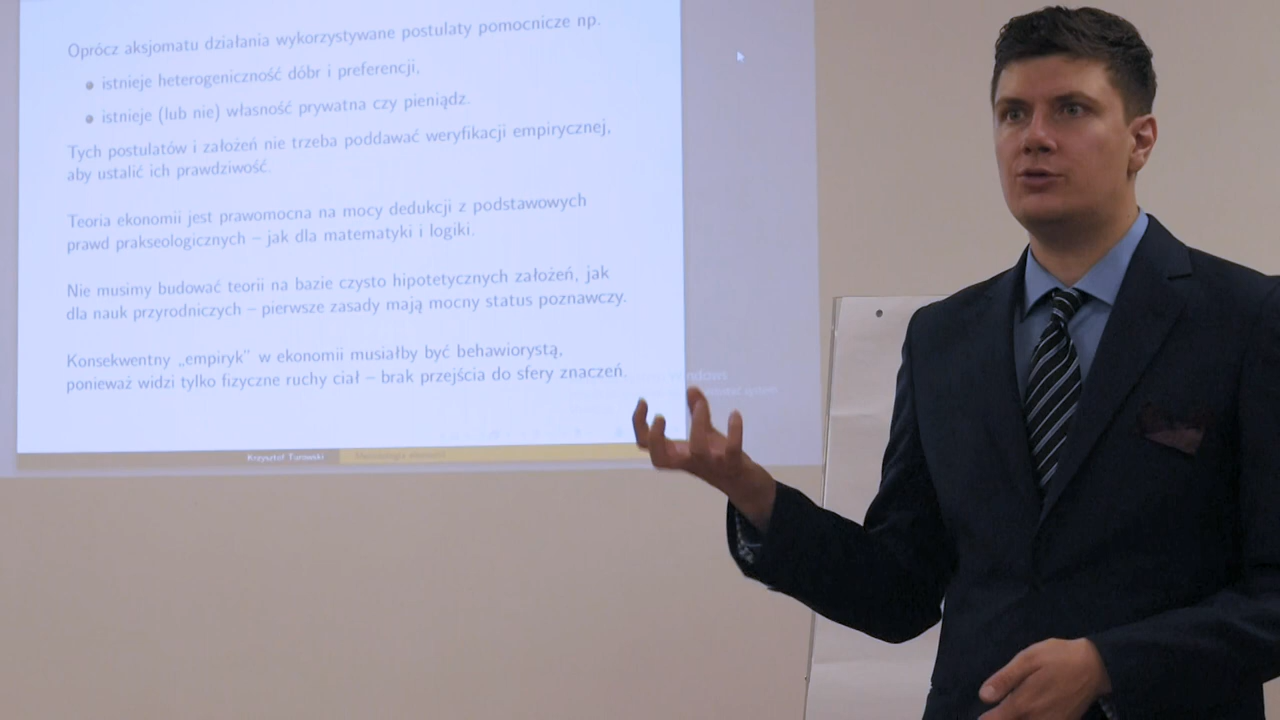 Oprócz aksjomatu działania wykorzystywane postulaty pomocnicze np.
istnieje heterogeniczność dóbr i preferencji,
istnieje (lub nie) własność prywatna czy pieniądz.
Tych postulatów i założeń nie trzeba poddawać weryfikacji empirycznej,
aby ustalić ich prawdziwość.
Teoria ekonomii jest prawomocna na mocy dedukcji z podstawowych
prawd prakseologicznych – jak dla matematyki i logiki.
Nie musimy budować teorii na bazie czysto hipotetycznych założeń, jak
dla nauk przyrodniczych – pierwsze zasady mają mocny status poznawczy.
Konsekwentny „empiryk” w ekonomii musiałby być behawiorystą,
ponieważ widzi tylko fizyczne ruchy ciał – brak przejścia do sfery znaczeń.
Windows
Krzysztof Turowski